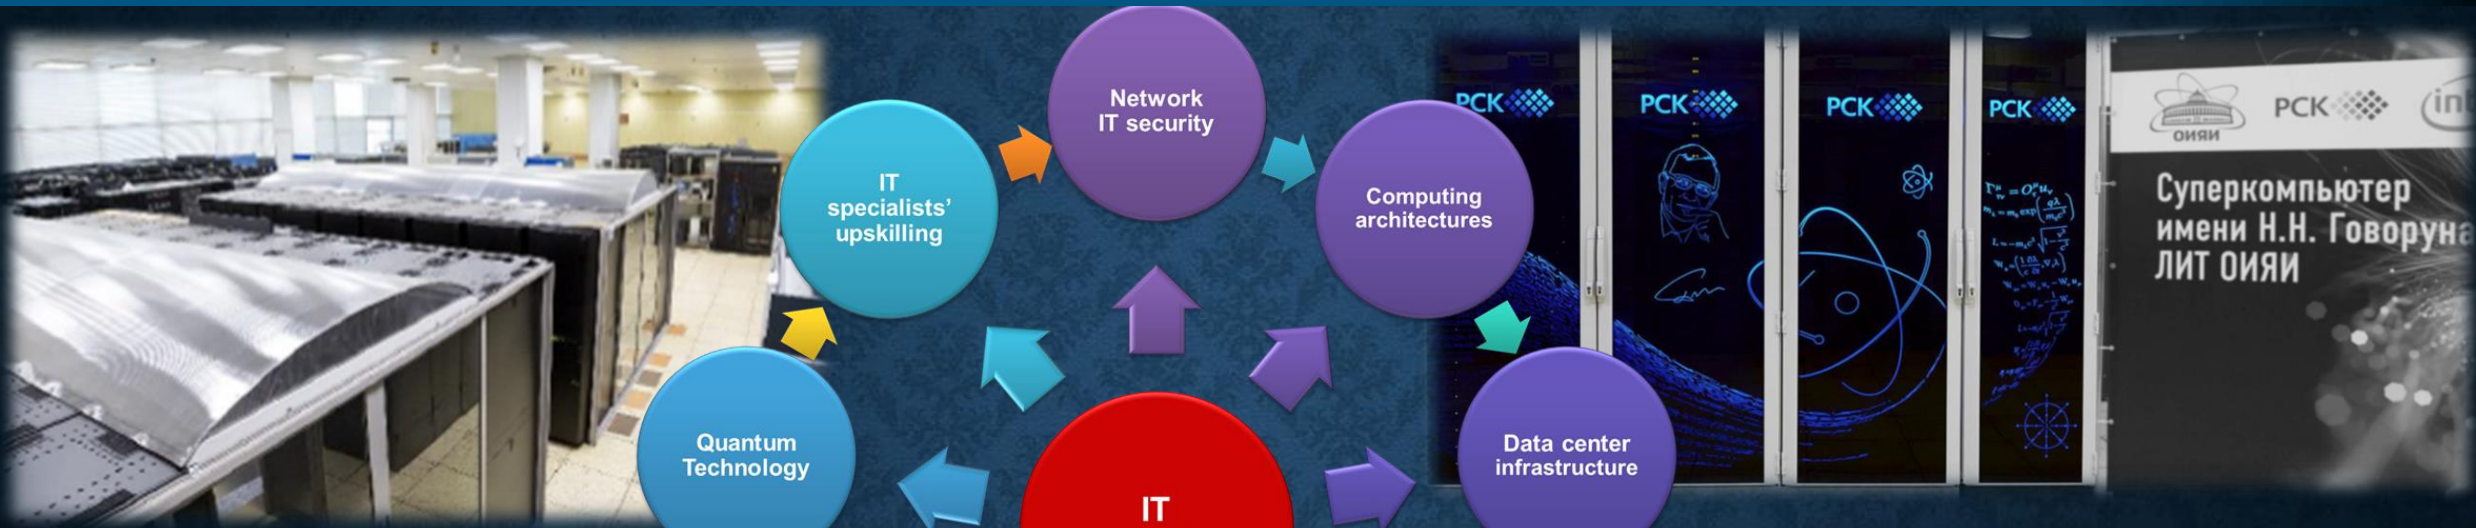 Network
IT security
IT
specialists’
upskilling
Computing
architectures
Quantum
Technology
Data center
infrastructure
IT
РСК
РСК
РСК
РСК
ОИЯИ
РСК
Суперкомпьютер
имени Н.Н. Говоруна
ЛИТ ОИЯИ